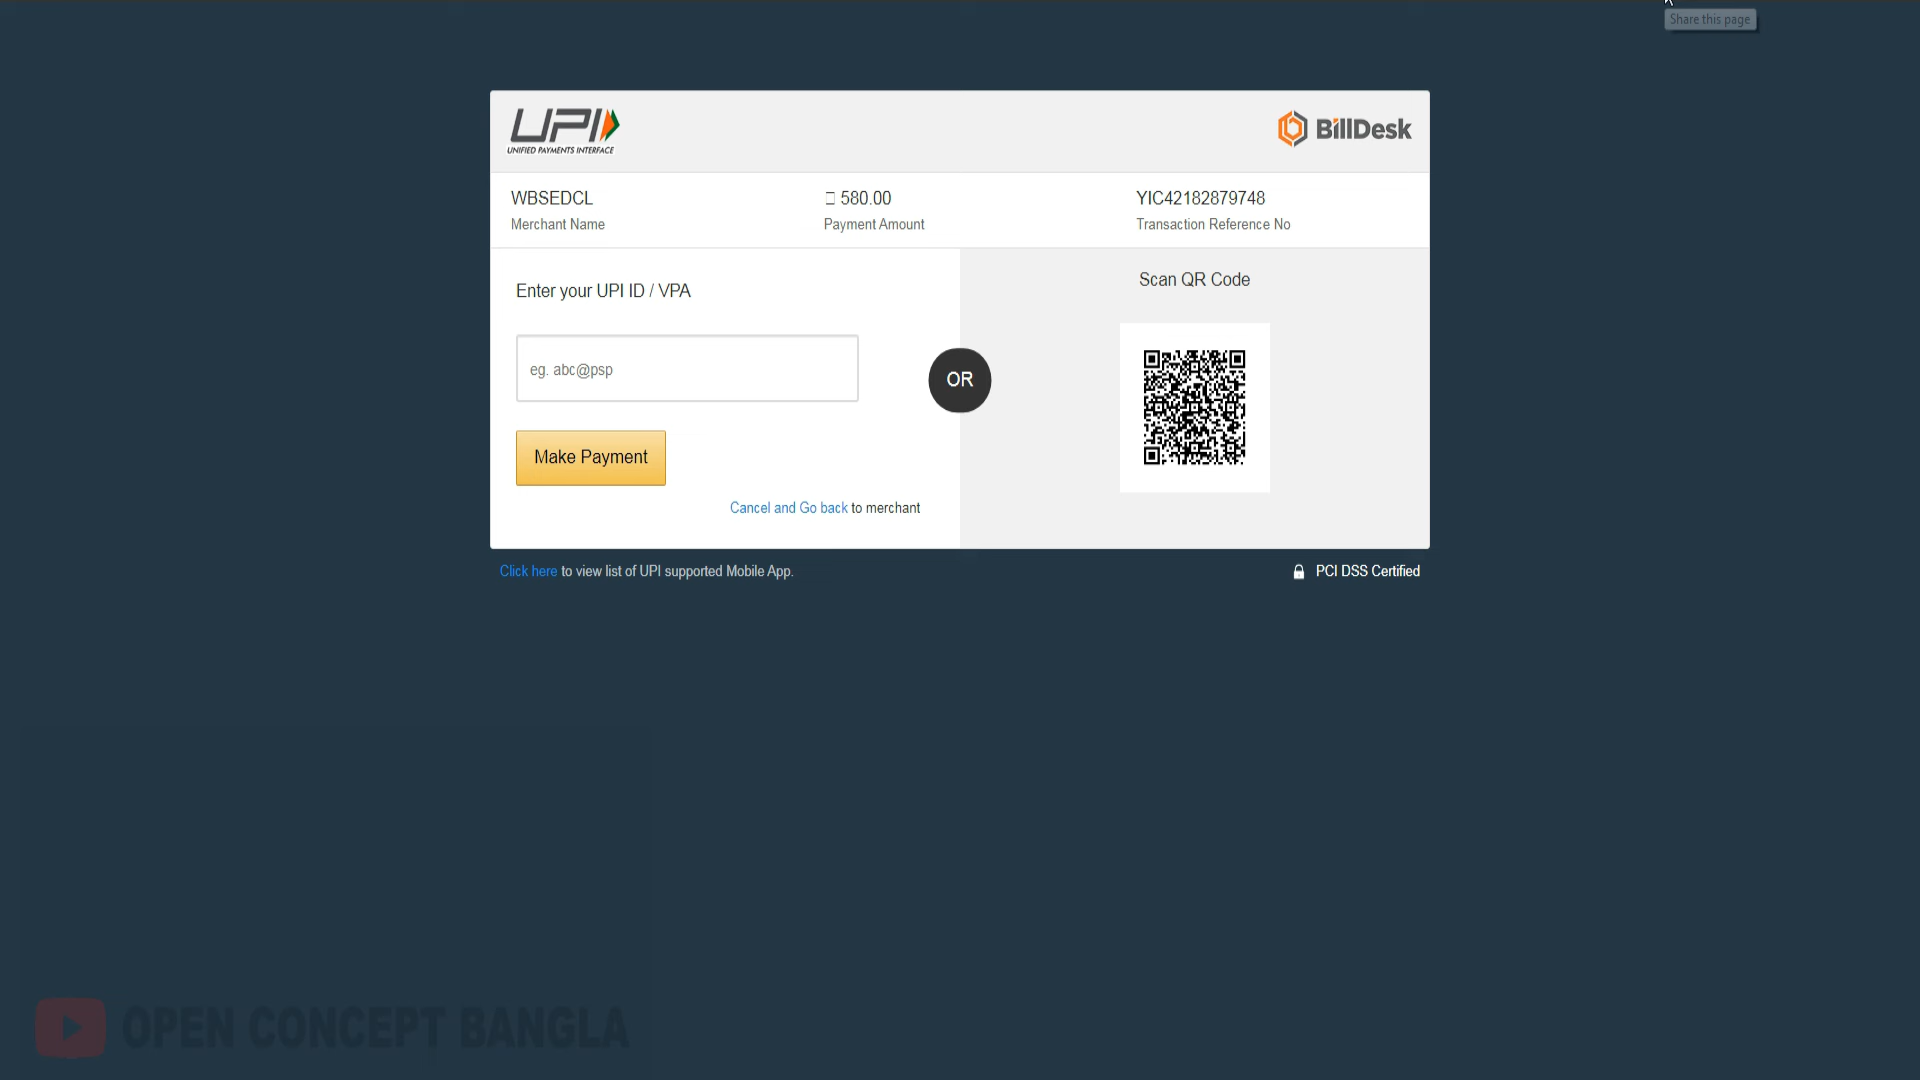 Share this page
UPI
UNIFIED PAYMENTS INTERFACE
BillDesk
WBSEDCL
580.00
YIC42182879748
Merchant Name
Payment Amount
Transaction Reference No
Enter your UPI ID / VPA
Scan QR Code
eg. abc@psp
OR
Make Payment
Cancel and Go back to merchant
Click here to view list of UPI supported Mobile App.
PCI DSS Certified
OPEN CONCEPT BANGLA